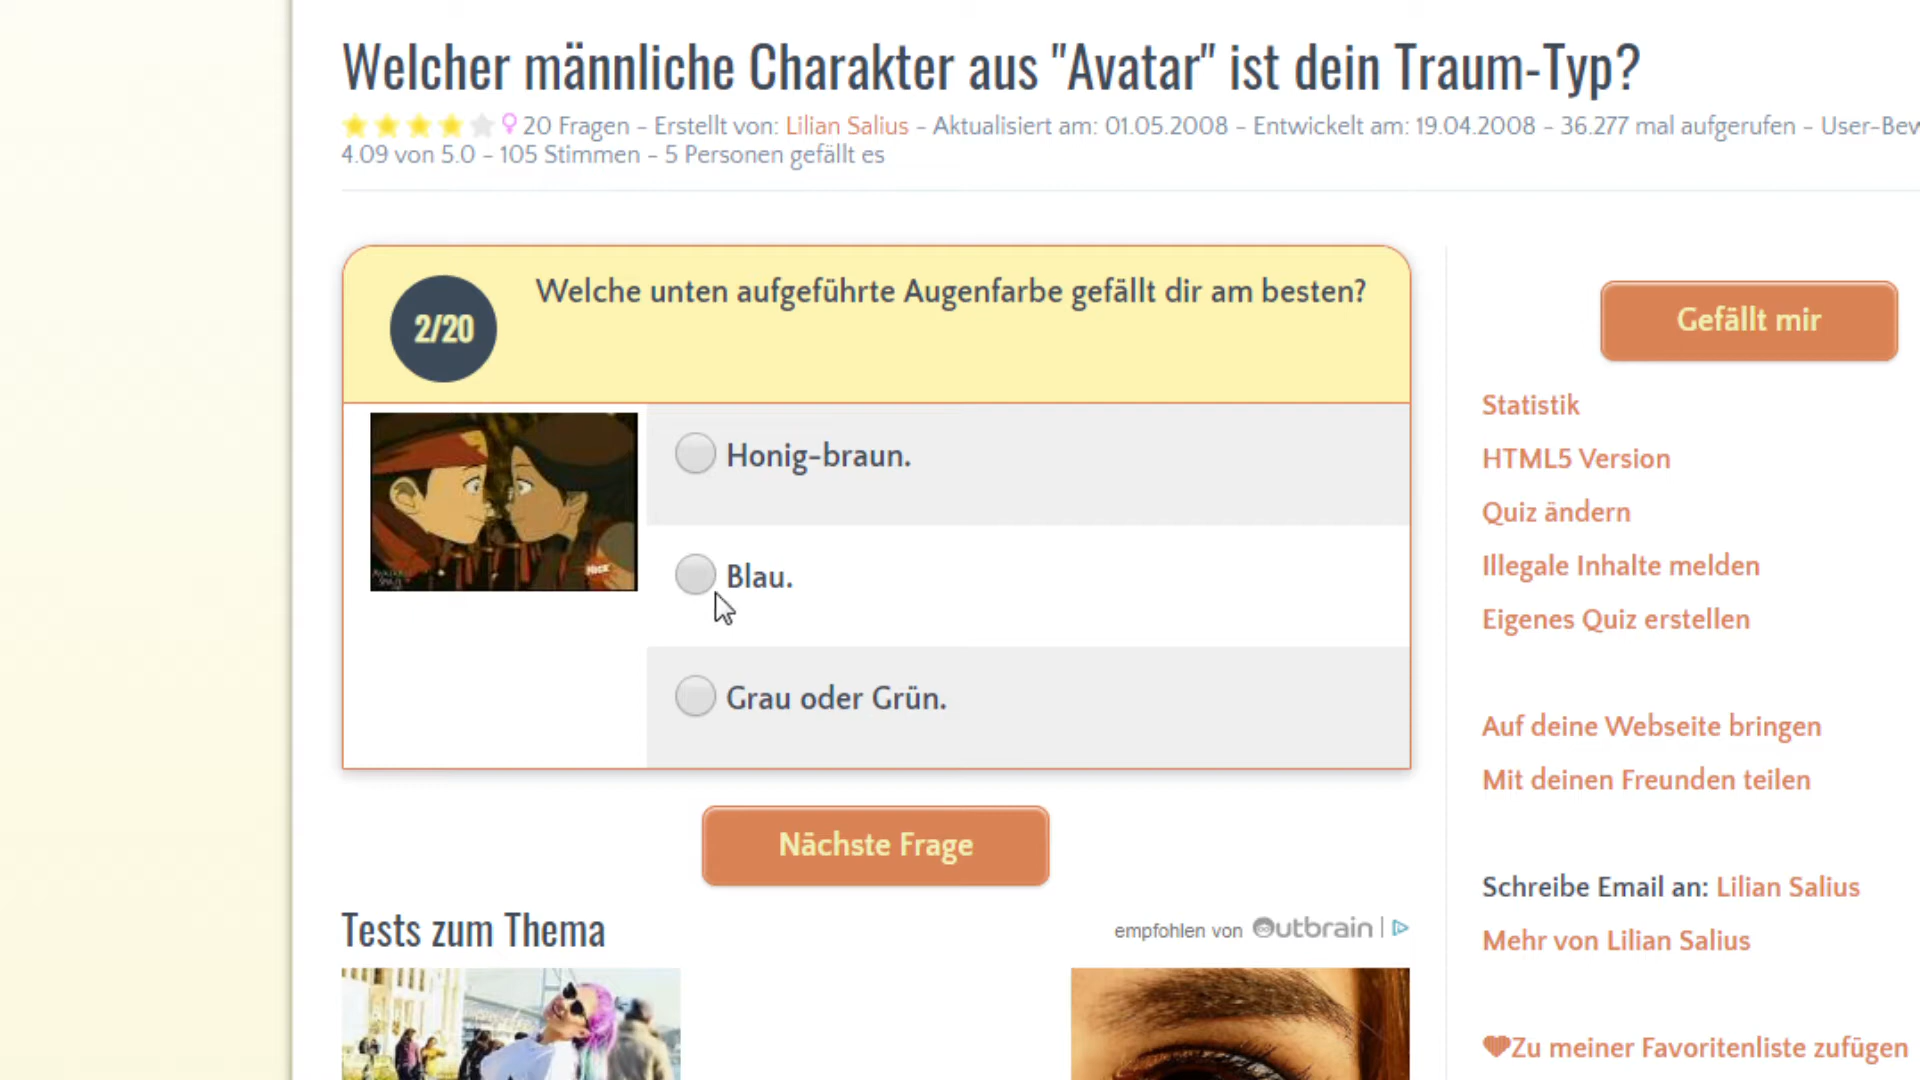 Welcher männliche Charakter aus "Avatar" ist dein Traum-Typ?
20 Fragen - Erstellt von: Lilian Salius - Aktualisiert am: 01.05.2008 - Entwickelt am: 19.04.2008 - 36.277 mal aufgerufen - User-Bew
4.09 von 5.0 - 105 Stimmen - 5 Personen gefällt es
2/20
Welche unten aufgeführte Augenfarbe gefällt dir am besten?
Honig-braun.
Blau.
Grau oder Grün.
Nächste Frage
Tests zum Thema
empfohlen von Outbrain
Gefällt mir
Statistik
HTML5 Version
Quiz ändern
Illegale Inhalte melden
Eigenes Quiz erstellen
Auf deine Webseite bringen
Mit deinen Freunden teilen
Schreibe Email an: Lilian Salius
Mehr von Lilian Salius
Zu meiner Favoritenliste zufügen